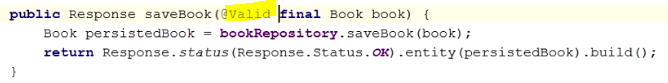 public Response saveBook(@Valid final Book book) {
    Book persistedBook = bookRepository.saveBook(book);
    return Response.status(Response.Status.OK).entity(persistedBook).build();
}